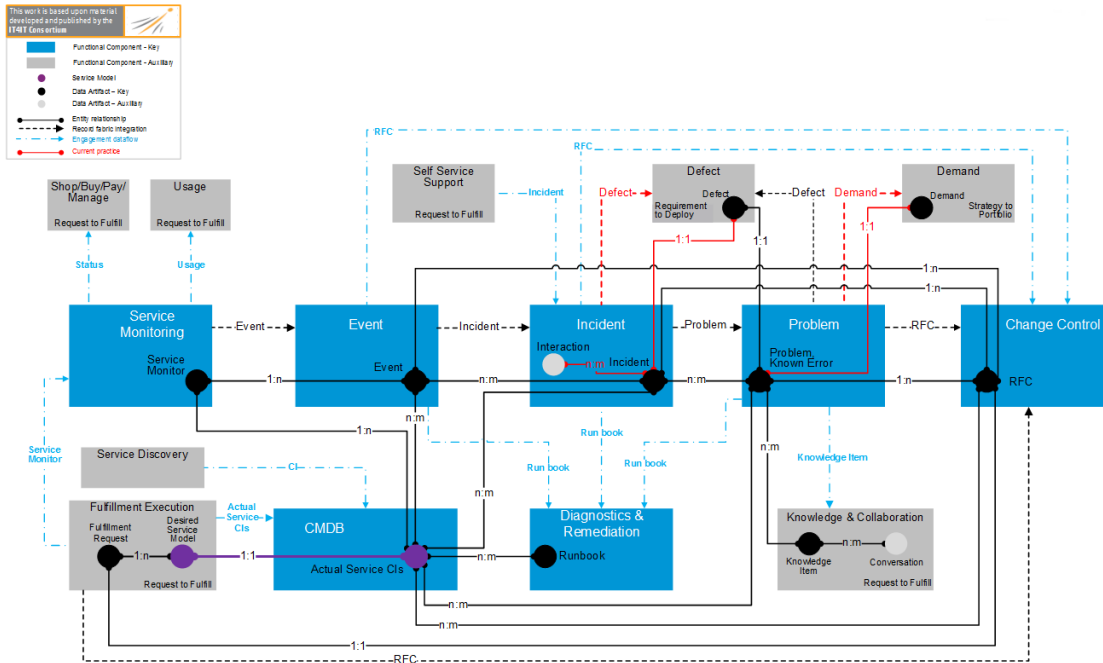 This work is based upon material
developed and published by the
IT4IT Consortium
Functional Component – Key
Functional Component – Auxiliary
Service Model
Data Artifact – Key
Data Artifact – Auxiliary
Entity relationship
Record fabric integration
Engagement dataflow
Current practice
RFC
RFC
Shop/Buy/Pay/
Manage
Request to Fulfill
Usage
Request to Fulfill
Self Service
Support
Request to Fulfill
Incident
Defect
Defect
Defect
Requirement
to Deploy
Defect
Demand
Demand
Demand
Strategy to
Portfolio
Status
Usage
1:1
1:1
1:1
1:n
1:n
Service
Monitoring
Service
Monitor
Event
Event
Event
Incident
Incident
Interaction
n:m
Incident
Problem
Problem
Problem,
Known Error
RFC
Change Control
RFC
1:n
n:m
n:m
1:n
1:n
n:m
n:m
n:m
Service
Monitor
Service Discovery
CI
Run book
Run book
Run book
Knowledge Item
Fulfillment Execution
Fulfillment
Request
1:n
Desired
Service
Model
Request to Fulfill
Actual
Service
CIs
1:1
CMDB
Actual Service CIs
n:m
Diagnostics &
Remediation
Runbook
Knowledge & Collaboration
n:m
Knowledge
Item
Conversation
Request to Fulfill
n:m
n:m
1:1
RFC